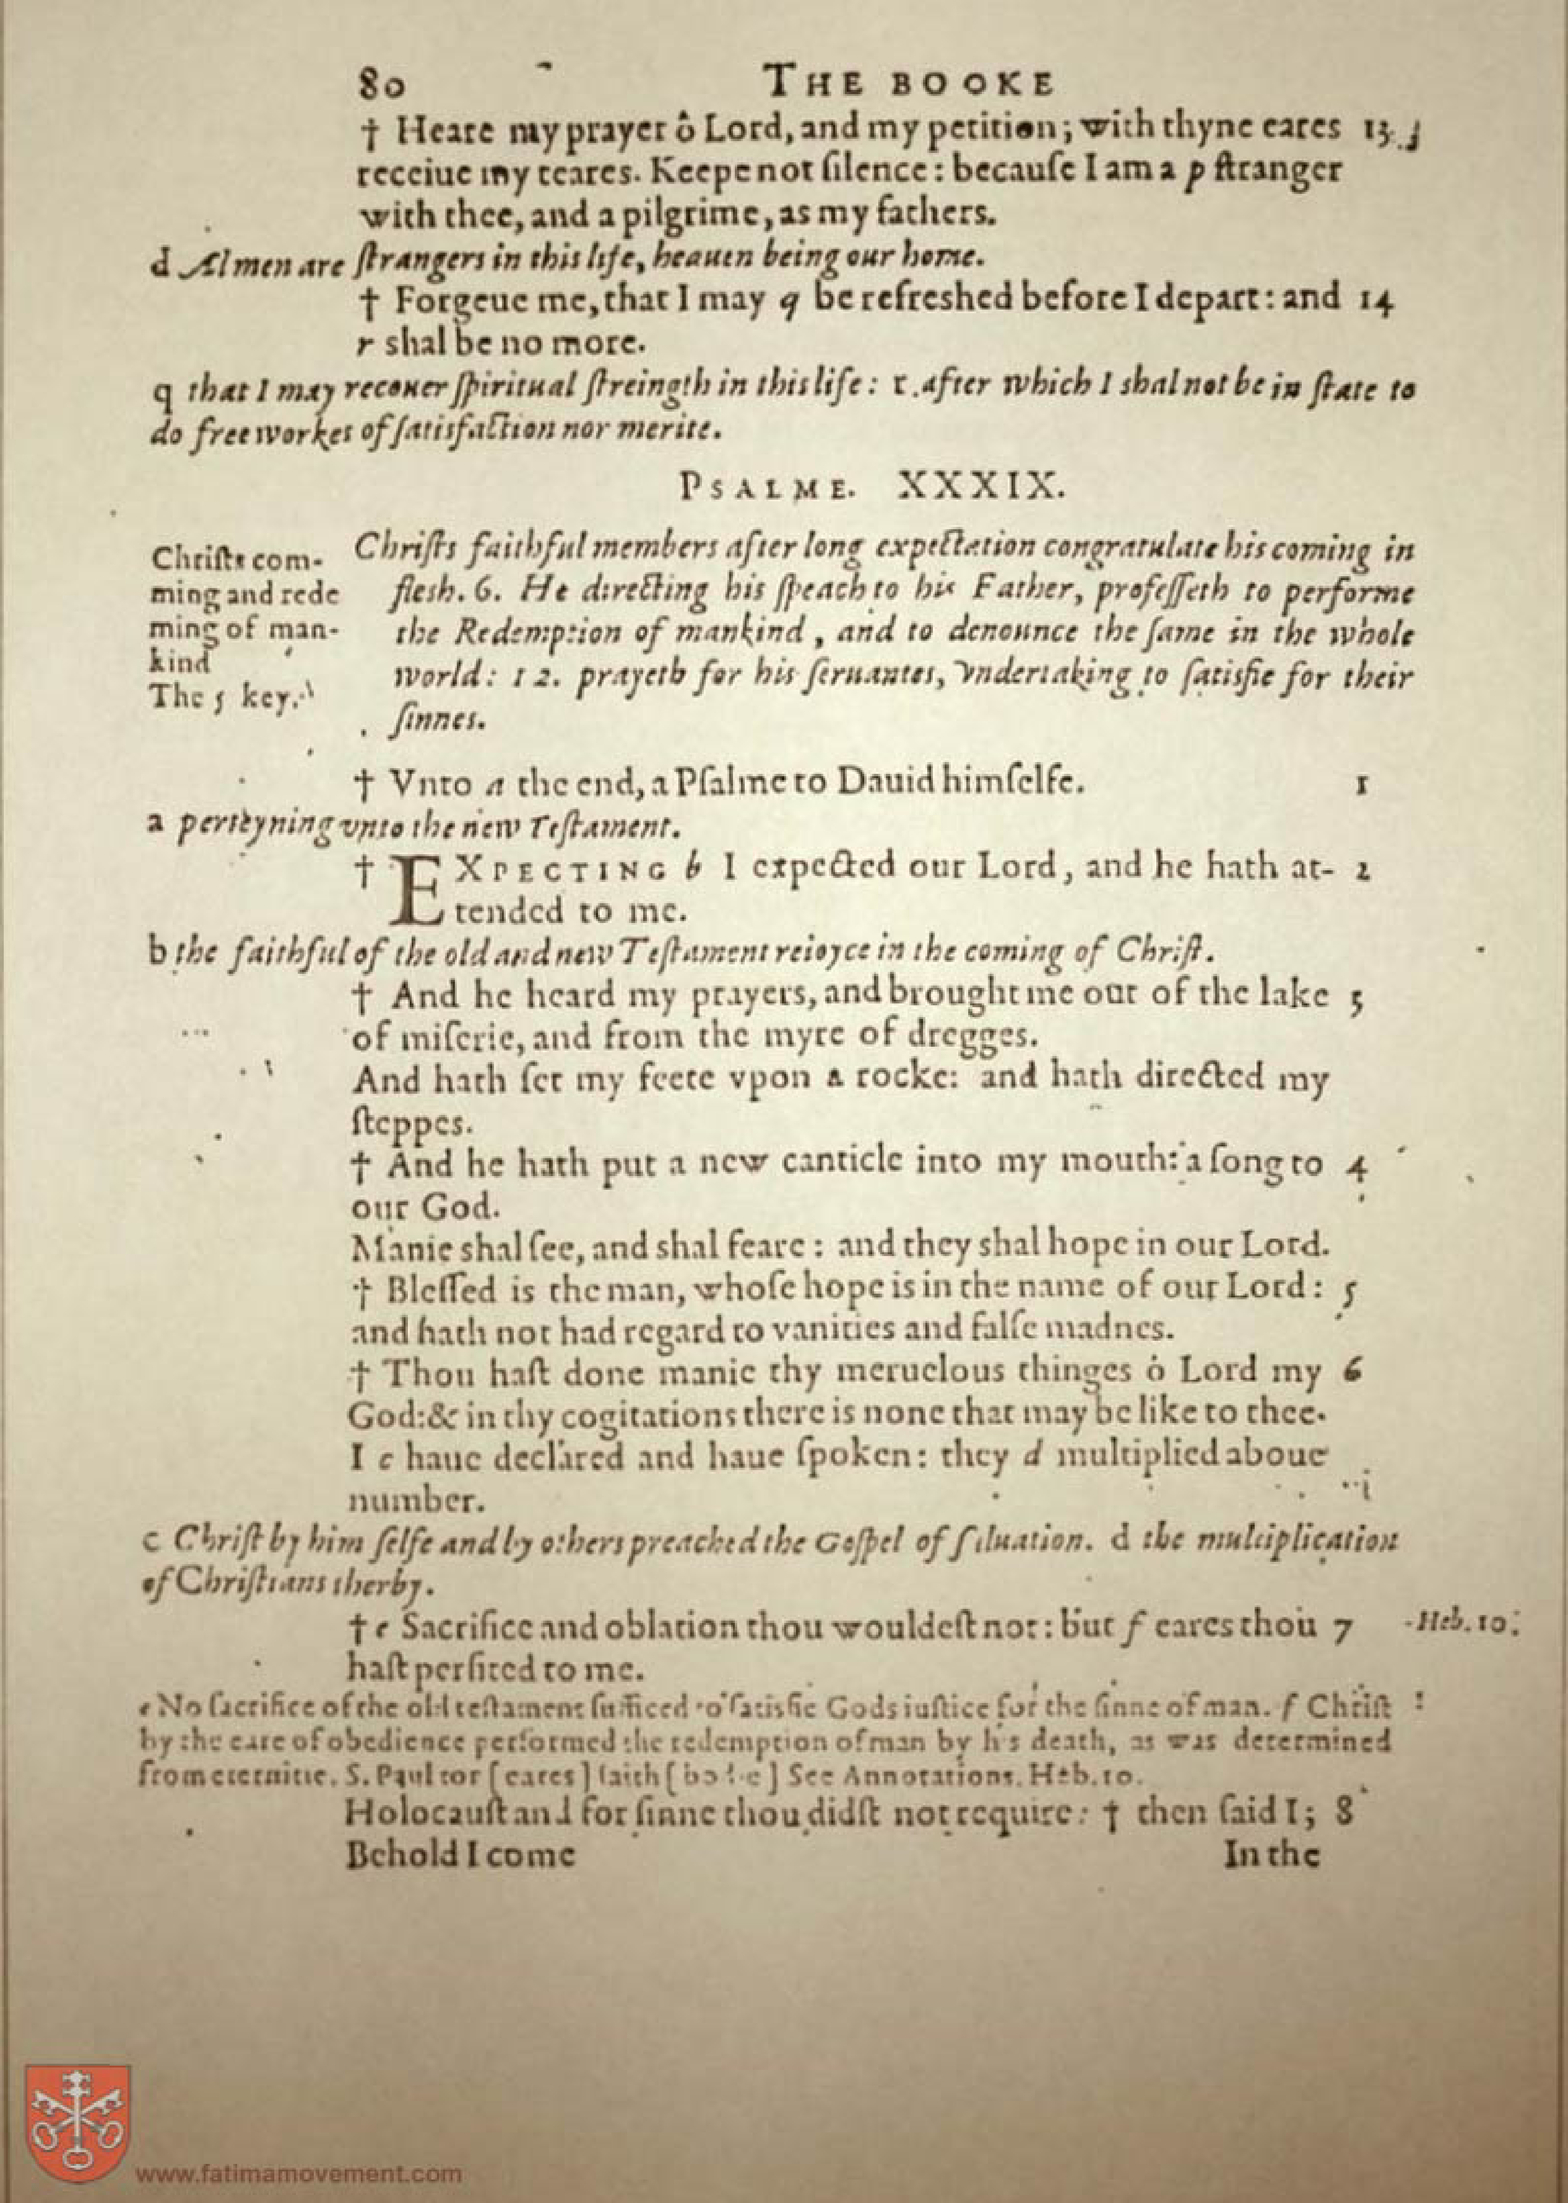 80 THE BOOKE
† Heare my prayer ô Lord, and my petition; with thyne eares 13.
receiue my teares. Keepe not ſilence: becauſe I am a p ſtranger
with thee, and a pilgrime, as my fathers.
d Al men are ſtrangers in this life, heauen being our home.
† Forgeue me, that I may q be refreshed before I depart: and 14
r shal be no more.
q that I may recouer ſpiritual ſtreingth in this life: r. after which I shal not be in ſtate to
do free workes of ſatisfaction nor merite.
PSALME. XXXIX.
Chriſts com-
ming and rede
ming of man-
kind
The 5 key.
Chriſts faithful members after long expectation congratulate his coming in
flesh. 6. He directing his ſpeach to his Father, profeſſeth to performe
the Redemption of mankind, and to denounce the ſame in the whole
world: 12. prayeth for his ſeruantes, vndertaking to ſatisfie for their
ſinnes.
† Vnto a the end, a Pſalme to Dauid himſelfe. 1
a perteyning vnto the new Teſtament.
† EXPECTING b I expected our Lord, and he hath at- 2
tended to me.
b the faithful of the old and new Teſtament reioyce in the coming of Chriſt.
† And he heard my prayers, and brought me out of the lake 3
of miſerie, and from the myre of dregges.
And hath ſet my feete vpon a rocke: and hath directed my
ſteppes.
† And he hath put a new canticle into my mouth: a ſong to 4
our God.
Manie shal ſee, and shal feare: and they shal hope in our Lord.
† Bleſſed is the man, whoſe hope is in the name of our Lord: 5
and hath not had regard to vanities and falſe madnes.
† Thou haſt done manie thy meruelous thinges ô Lord my 6
God: & in thy cogitations there is none that may be like to thee.
I c haue declared and haue ſpoken: they d multiplied aboue
number.
c Chriſt by him ſelfe and by others preached the Goſpel of ſaluation. d the multiplication
of Chriſtians therby.
† e Sacrifice and oblation thou wouldeſt not: but f eares thou 7 Heb. 10.
haſt perfited to me.
e No ſacrifice of the old teſtament ſufficed to ſatisfie Gods iuſtice for the ſinne of man. f Chriſt
by the eare of obedience performed the redemption of man by his death, as was determined
from eternitie. S. Paul for [eares] ſaith [bodie] See Annotations. Heb. 10.
Holocauſt and for ſinne thou didſt not require: † then ſaid I; 8
Behold I come In the
www.fatimamovement.com